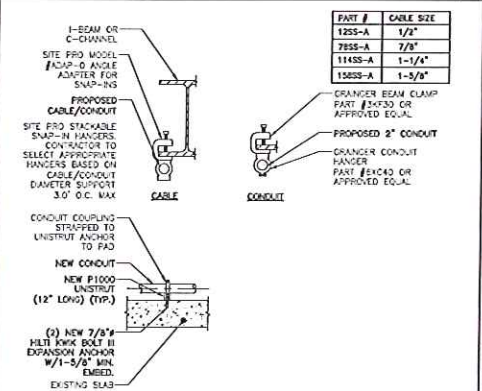 I-BEAM OR
C-CHANNEL
SITE PRO MODEL
#ADAP-O ANGLE
ADAPTER FOR
SNAP-INS
PROPOSED
CABLE/CONDUIT
SITE PRO STACKABLE
SNAP-IN HANGERS.
CONTRACTOR TO
SELECT APPROPRIATE
HANGERS BASED ON
CABLE/CONDUIT
DIAMETER SUPPORT
3.0' O.C. MAX
CABLE
PART # CABLE SIZE
12SS-A 1/2"
78SS-A 7/8"
114SS-A 1-1/4"
158SS-A 1-5/8"
GRANGER BEAM CLAMP
PART #3KF30 OR
APPROVED EQUAL
PROPOSED 2" CONDUIT
GRANGER CONDUIT
HANGER
PART #6XC40 OR
APPROVED EQUAL
CONDUIT
CONDUIT COUPLING
STRAPPED TO
UNISTRUT ANCHOR
TO PAD
NEW CONDUIT
NEW P1000
UNISTRUT
(12" LONG) (TYP.)
(2) NEW 7/8"ø
HILTI KWIK BOLT III
EXPANSION ANCHOR
W/1-5/8" MIN.
EMBED.
EXISTING SLAB